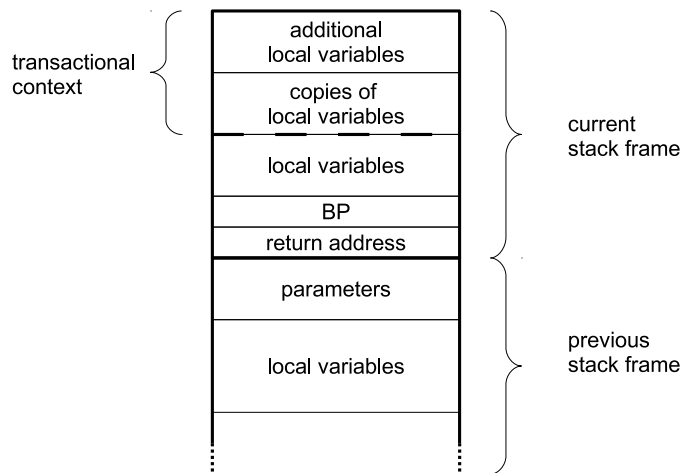 additional
local variables
transactional
context
copies of
local variables
current
stack frame
local variables
BP
return address
parameters
previous
stack frame
local variables